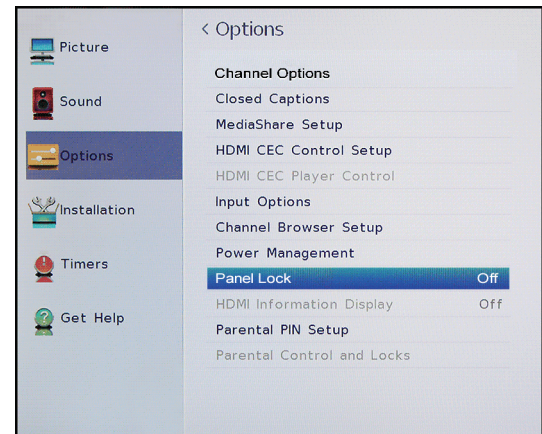 Picture
Sound
Options
Installation
Timers
Get Help
< Options
Channel Options
Closed Captions
MediaShare Setup
HDMI CEC Control Setup
HDMI CEC Player Control
Input Options
Channel Browser Setup
Power Management
Panel Lock Off
HDMI Information Display Off
Parental PIN Setup
Parental Control and Locks